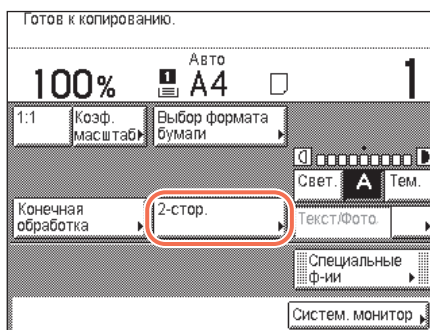 Готов к копированию.
100%
1
Авто
A4
1
1:1
Коэф.
масштаб
Выбор формата
бумаги
Свет.
A
Тем.
Конечная
обработка
2-стор.
Текст/Фото
Специальные
ф-ии
Систем. монитор